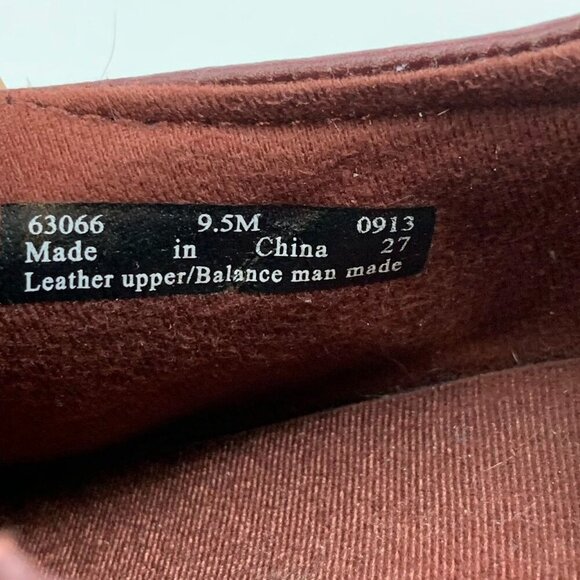 63066 9.5M 0913
Made in China 27
Leather upper/Balance man made